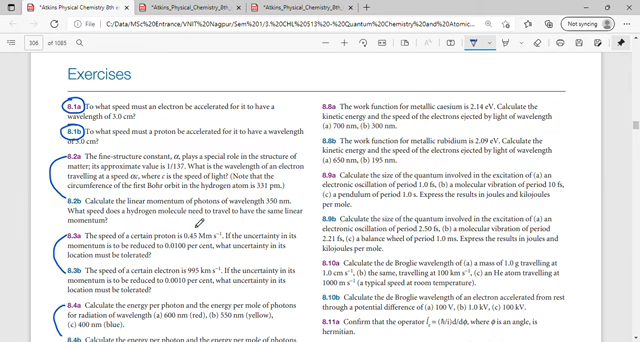 "Atkins Physical Chemistry 8th e
"Atkins_Physical_Chemistry_8th_
"Atkins_Physical_Chemistry_8th_
File
C:/Data/MSc Entrance/VNIT Nagpur/Sem 1/3.%20CHL%20513-%20-%20Quantum%20Chemistry%20and%20Atomic...
Not syncing
306
of 1085
Exercises
8.1a To what speed must an electron be accelerated for it to have a
wavelength of 3.0 cm?
8.1b To what speed must a proton be accelerated for it to have a wavelength
of 3.0 cm?
8.2a The fine-structure constant, α, plays a special role in the structure of
matter; its approximate value is 1/137. What is the wavelength of an electron
travelling at a speed αc, where c is the speed of light? (Note that the
circumference of the first Bohr orbit in the hydrogen atom is 331 pm.)
8.2b Calculate the linear momentum of photons of wavelength 350 nm.
What speed does a hydrogen molecule need to travel to have the same linear
momentum?
8.3a The speed of a certain proton is 0.45 Mm s⁻¹. If the uncertainty in its
momentum is to be reduced to 0.0100 per cent, what uncertainty in its
location must be tolerated?
8.3b The speed of a certain electron is 995 km s⁻¹. If the uncertainty in its
momentum is to be reduced to 0.0010 per cent, what uncertainty in its
location must be tolerated?
8.4a Calculate the energy per photon and the energy per mole of photons
for radiation of wavelength (a) 600 nm (red), (b) 550 nm (yellow),
(c) 400 nm (blue).
8.4b Calculate the energy per photon and the energy per mole of photons
8.8a The work function for metallic caesium is 2.14 eV. Calculate the
kinetic energy and the speed of the electrons ejected by light of wavelength
(a) 700 nm, (b) 300 nm.
8.8b The work function for metallic rubidium is 2.09 eV. Calculate the
kinetic energy and the speed of the electrons ejected by light of wavelength
(a) 650 nm, (b) 195 nm.
8.9a Calculate the size of the quantum involved in the excitation of (a) an
electronic oscillation of period 1.0 fs, (b) a molecular vibration of period 10 fs,
(c) a pendulum of period 1.0 s. Express the results in joules and kilojoules
per mole.
8.9b Calculate the size of the quantum involved in the excitation of (a) an
electronic oscillation of period 2.50 fs, (b) a molecular vibration of period
2.21 fs, (c) a balance wheel of period 1.0 ms. Express the results in joules and
kilojoules per mole.
8.10a Calculate the de Broglie wavelength of (a) a mass of 1.0 g travelling at
1.0 cm s⁻¹, (b) the same, travelling at 100 km s⁻¹, (c) an He atom travelling at
1000 m s⁻¹ (a typical speed at room temperature).
8.10b Calculate the de Broglie wavelength of an electron accelerated from rest
through a potential difference of (a) 100 V, (b) 1.0 kV, (c) 100 kV.
8.11a Confirm that the operator l̂z = (ħ/i)d/dϕ, where ϕ is an angle, is
hermitian.